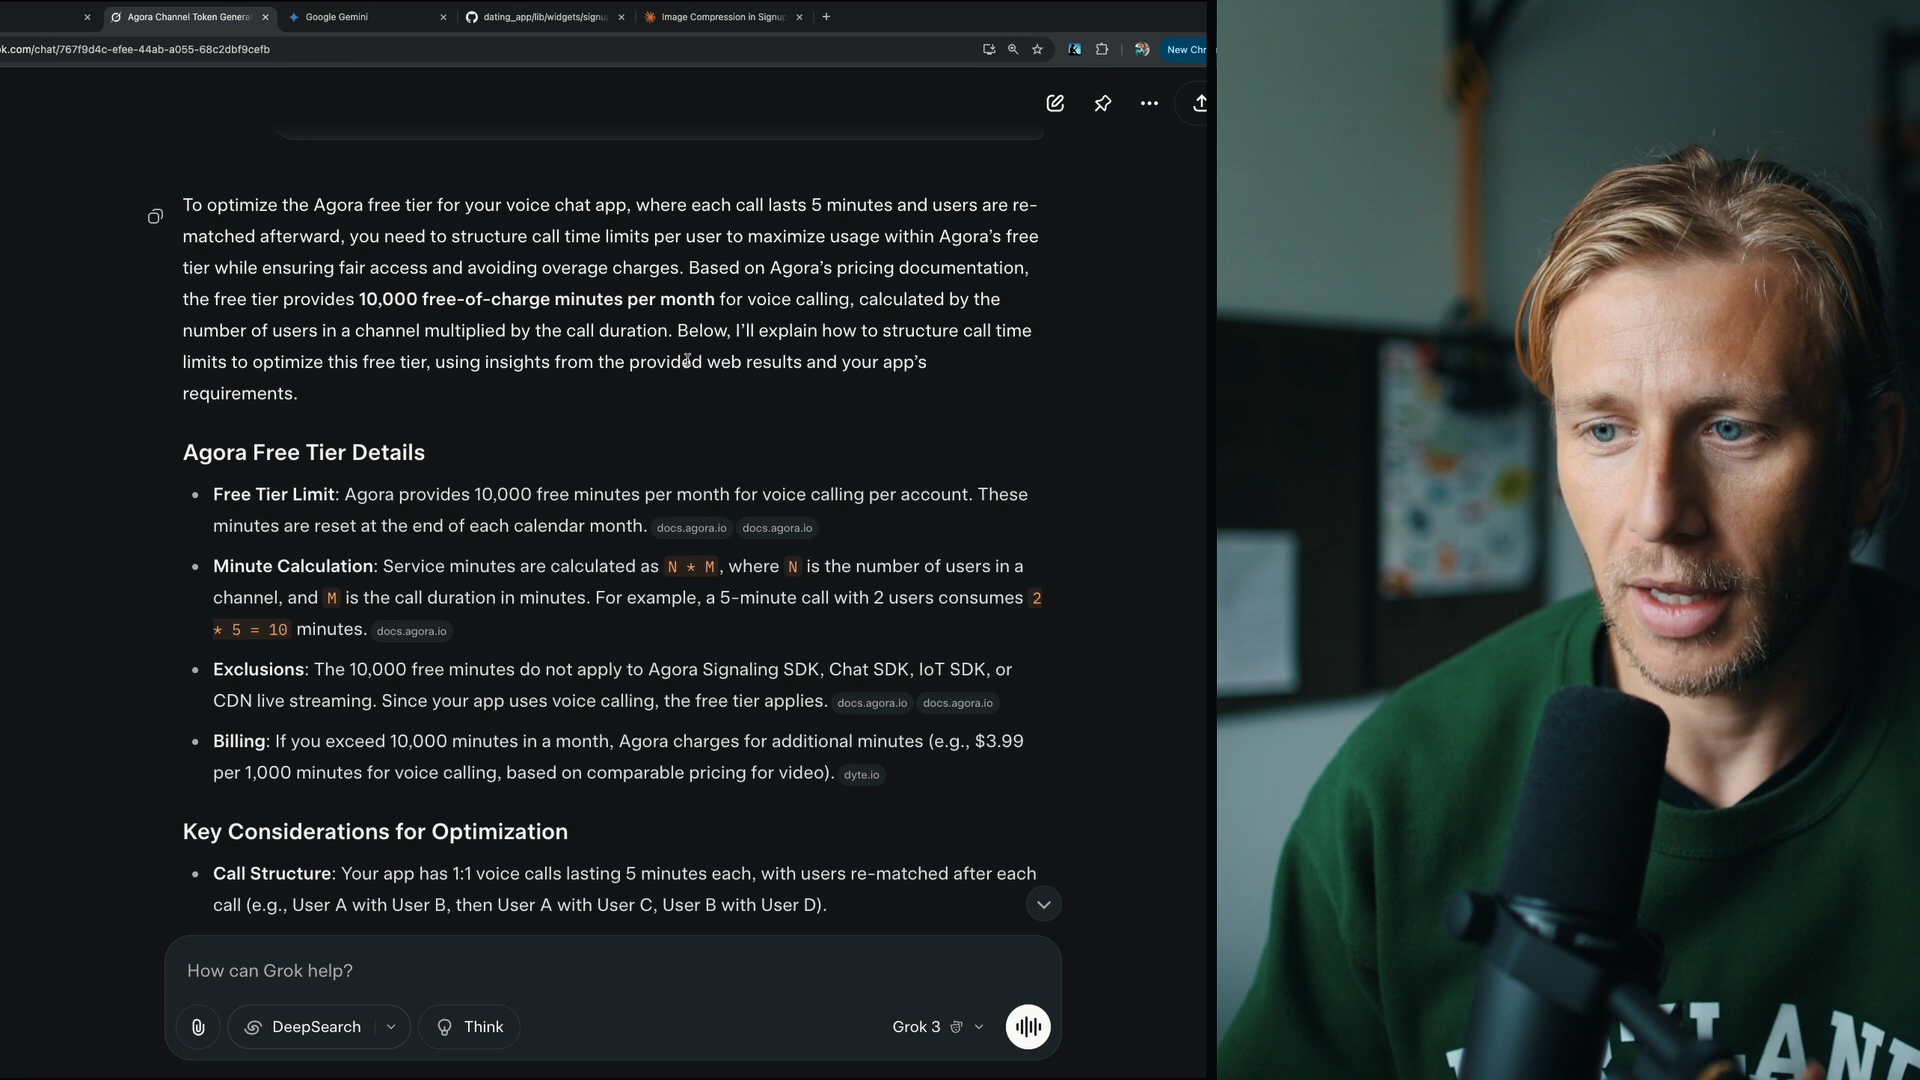 Agora Channel Token Genera
Google Gemini
dating_app/lib/widgets/signu
Image Compression in Signup
k.com/chat/767f9d4c-efee-44ab-a055-68c2dbf9cefb
New Chr
To optimize the Agora free tier for your voice chat app, where each call lasts 5 minutes and users are re-
matched afterward, you need to structure call time limits per user to maximize usage within Agora’s free
tier while ensuring fair access and avoiding overage charges. Based on Agora’s pricing documentation,
the free tier provides 10,000 free-of-charge minutes per month for voice calling, calculated by the
number of users in a channel multiplied by the call duration. Below, I’ll explain how to structure call time
limits to optimize this free tier, using insights from the provided web results and your app’s
requirements.
Agora Free Tier Details
• Free Tier Limit: Agora provides 10,000 free minutes per month for voice calling per account. These
minutes are reset at the end of each calendar month. docs.agora.io docs.agora.io
• Minute Calculation: Service minutes are calculated as N * M, where N is the number of users in a
channel, and M is the call duration in minutes. For example, a 5-minute call with 2 users consumes 2
* 5 = 10 minutes. docs.agora.io
• Exclusions: The 10,000 free minutes do not apply to Agora Signaling SDK, Chat SDK, IoT SDK, or
CDN live streaming. Since your app uses voice calling, the free tier applies. docs.agora.io docs.agora.io
• Billing: If you exceed 10,000 minutes in a month, Agora charges for additional minutes (e.g., $3.99
per 1,000 minutes for voice calling, based on comparable pricing for video). dyte.io
Key Considerations for Optimization
• Call Structure: Your app has 1:1 voice calls lasting 5 minutes each, with users re-matched after each
call (e.g., User A with User B, then User A with User C, User B with User D).
How can Grok help?
DeepSearch
Think
Grok 3